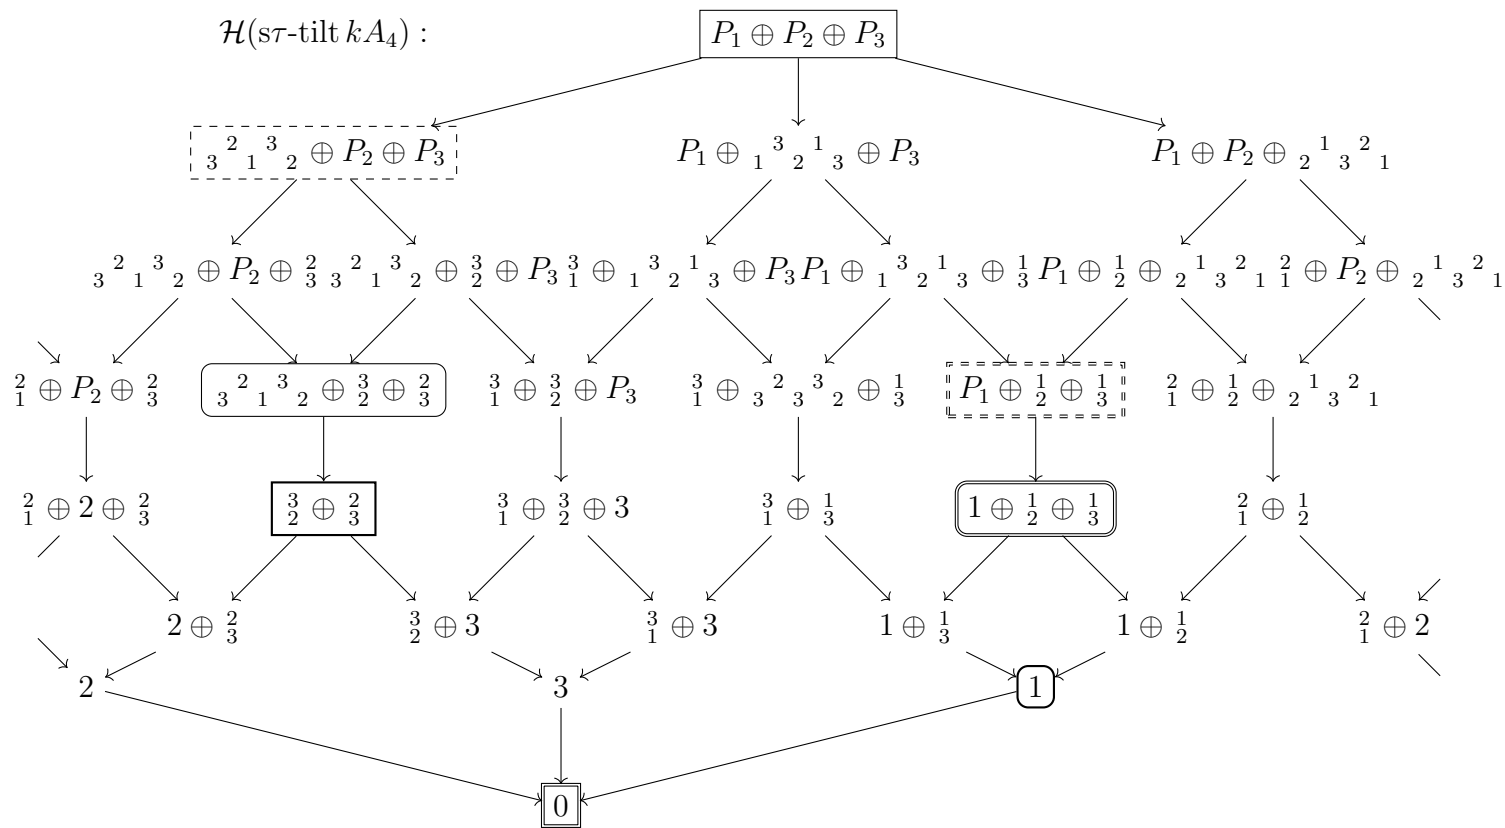 𝓗(sτ-tilt kA₄) :
P₁ ⊕ P₂ ⊕ P₃
₃²₁³₂ ⊕ P₂ ⊕ P₃
P₁ ⊕ ₁³₂¹₃ ⊕ P₃
P₁ ⊕ P₂ ⊕ ₂¹₃²₁
₃²₁³₂ ⊕ P₂ ⊕ ²₃
₃²₁³₂ ⊕ ³₂ ⊕ P₃
³₁ ⊕ ₁³₂¹₃ ⊕ P₃
P₁ ⊕ ₁³₂¹₃ ⊕ ¹₃
P₁ ⊕ ¹₂ ⊕ ₂¹₃²₁
²₁ ⊕ P₂ ⊕ ₂¹₃²₁
²₁ ⊕ P₂ ⊕ ²₃
₃²₁³₂ ⊕ ³₂ ⊕ ²₃
³₁ ⊕ ³₂ ⊕ P₃
³₁ ⊕ ₃²₃³₂ ⊕ ¹₃
P₁ ⊕ ¹₂ ⊕ ¹₃
²₁ ⊕ ¹₂ ⊕ ₂¹₃²₁
²₁ ⊕ 2 ⊕ ²₃
³₂ ⊕ ²₃
³₁ ⊕ ³₂ ⊕ 3
³₁ ⊕ ¹₃
1 ⊕ ¹₂ ⊕ ¹₃
²₁ ⊕ ¹₂
2 ⊕ ²₃
³₂ ⊕ 3
³₁ ⊕ 3
1 ⊕ ¹₃
1 ⊕ ¹₂
²₁ ⊕ 2
2
3
1
0